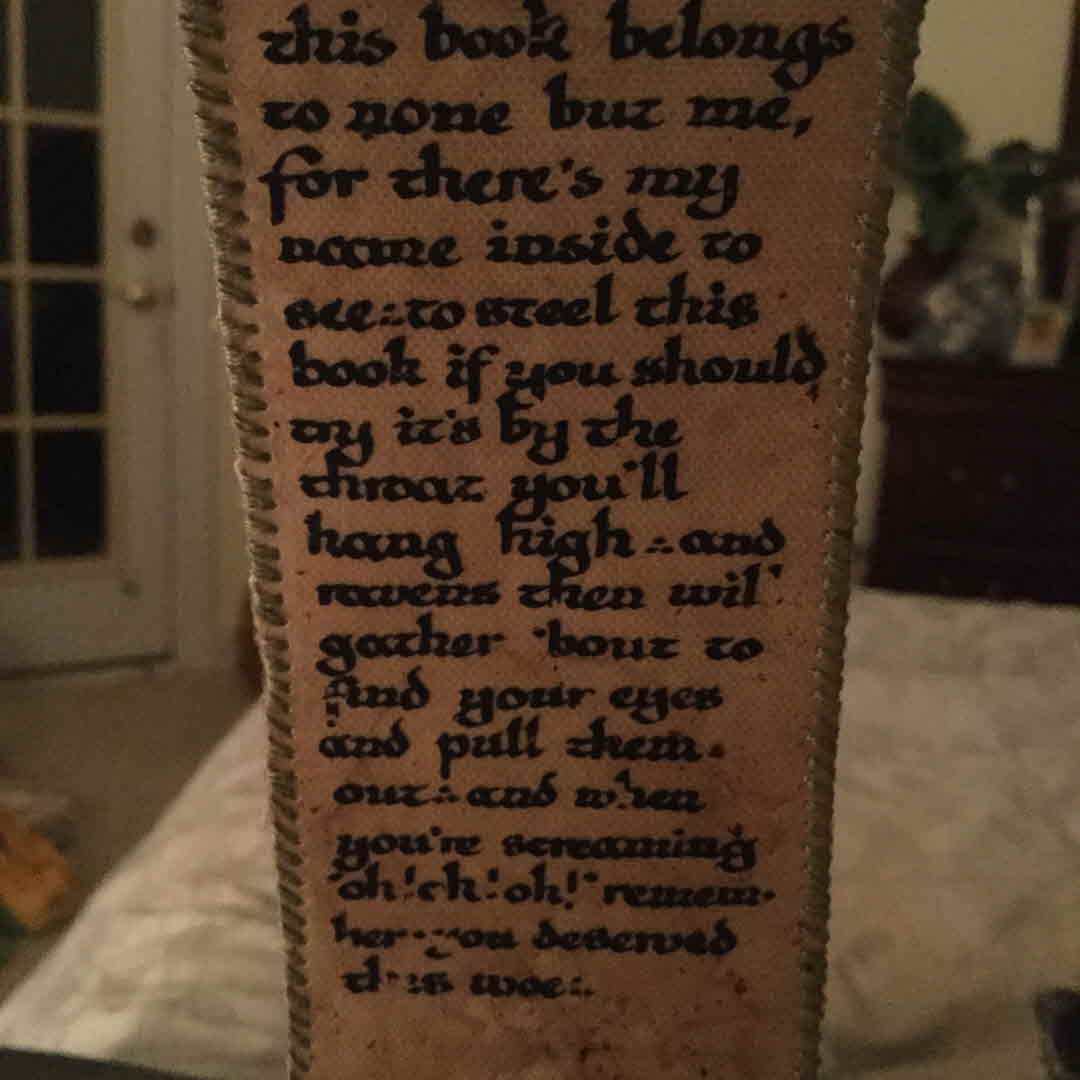 this book belongs
to none but me,
for there's my
name inside to
see:·to steel this
book if you should
try it's by the
throat you'll
hang high ∴ and
ravens then will
gather 'bout to
find your eyes
and pull them
out ∴ and when
you're screaming
"oh! oh! oh!" remem-
ber you deserved
this woe ∴